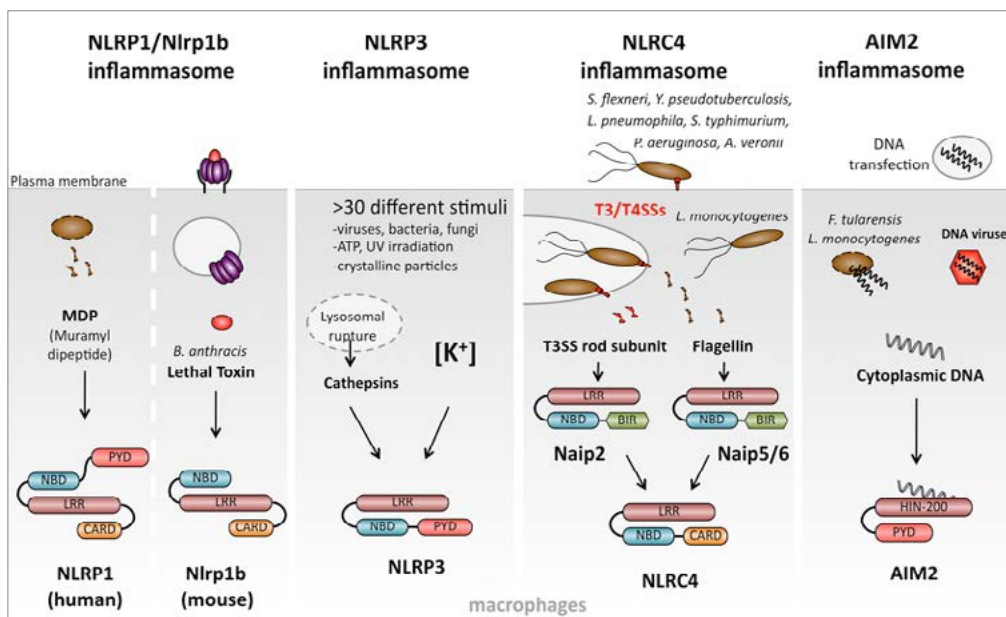 NLRP1/Nlrp1b
inflammasome
Plasma membrane
MDP
(Muramyl
dipeptide)
B. anthracis
Lethal Toxin
PYD
NBD
LRR
CARD
NBD
LRR
CARD
NLRP1
(human)
Nlrp1b
(mouse)
NLRP3
inflammasome
>30 different stimuli
-viruses, bacteria, fungi
-ATP, UV irradiation
-crystalline particles
Lysosomal
rupture
[K+]
Cathepsins
LRR
NBD
PYD
NLRP3
NLRC4
inflammasome
S. flexneri, Y. pseudotuberculosis,
L. pneumophila, S. typhimurium,
P. aeruginosa, A. veronii
T3/T4SSs
L. monocytogenes
T3SS rod subunit
Flagellin
LRR
NBD
BIR
LRR
NBD
BIR
Naip2
Naip5/6
LRR
NBD
CARD
NLRC4
AIM2
inflammasome
DNA
transfection
F. tularensis
L. monocytogenes
DNA viruse
Cytoplasmic DNA
HIN-200
PYD
AIM2
macrophages